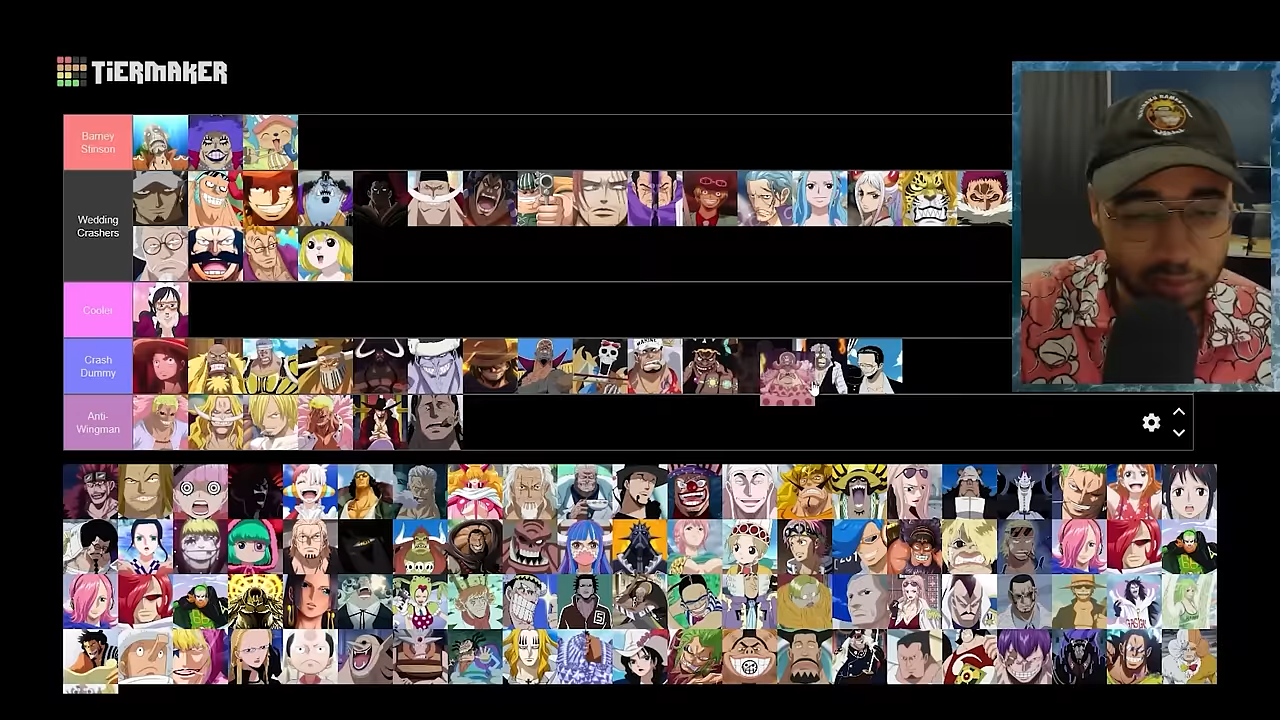 TiERMAKER
Barney
Stinson
Wedding
Crashers
Cooler
Crash
Dummy
Anti-
Wingman